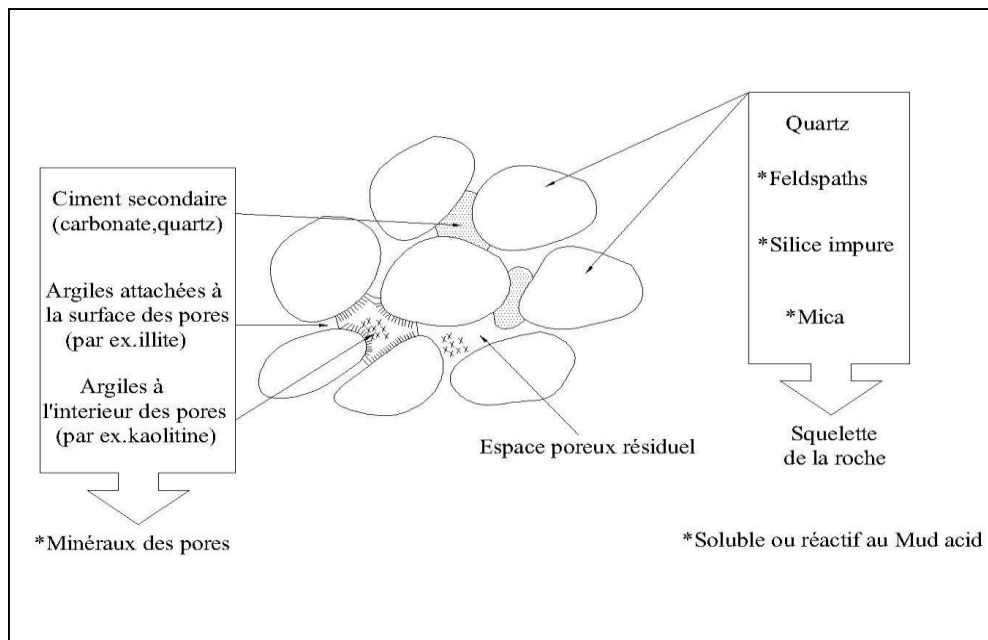 Ciment secondaire
(carbonate,quartz)
Argiles attachées à
la surface des pores
(par ex.illite)
Argiles à
l'interieur des pores
(par ex.kaolitine)
*Minéraux des pores
Espace poreux résiduel
Quartz
*Feldspaths
*Silice impure
*Mica
Squelette
de la roche
*Soluble ou réactif au Mud acid